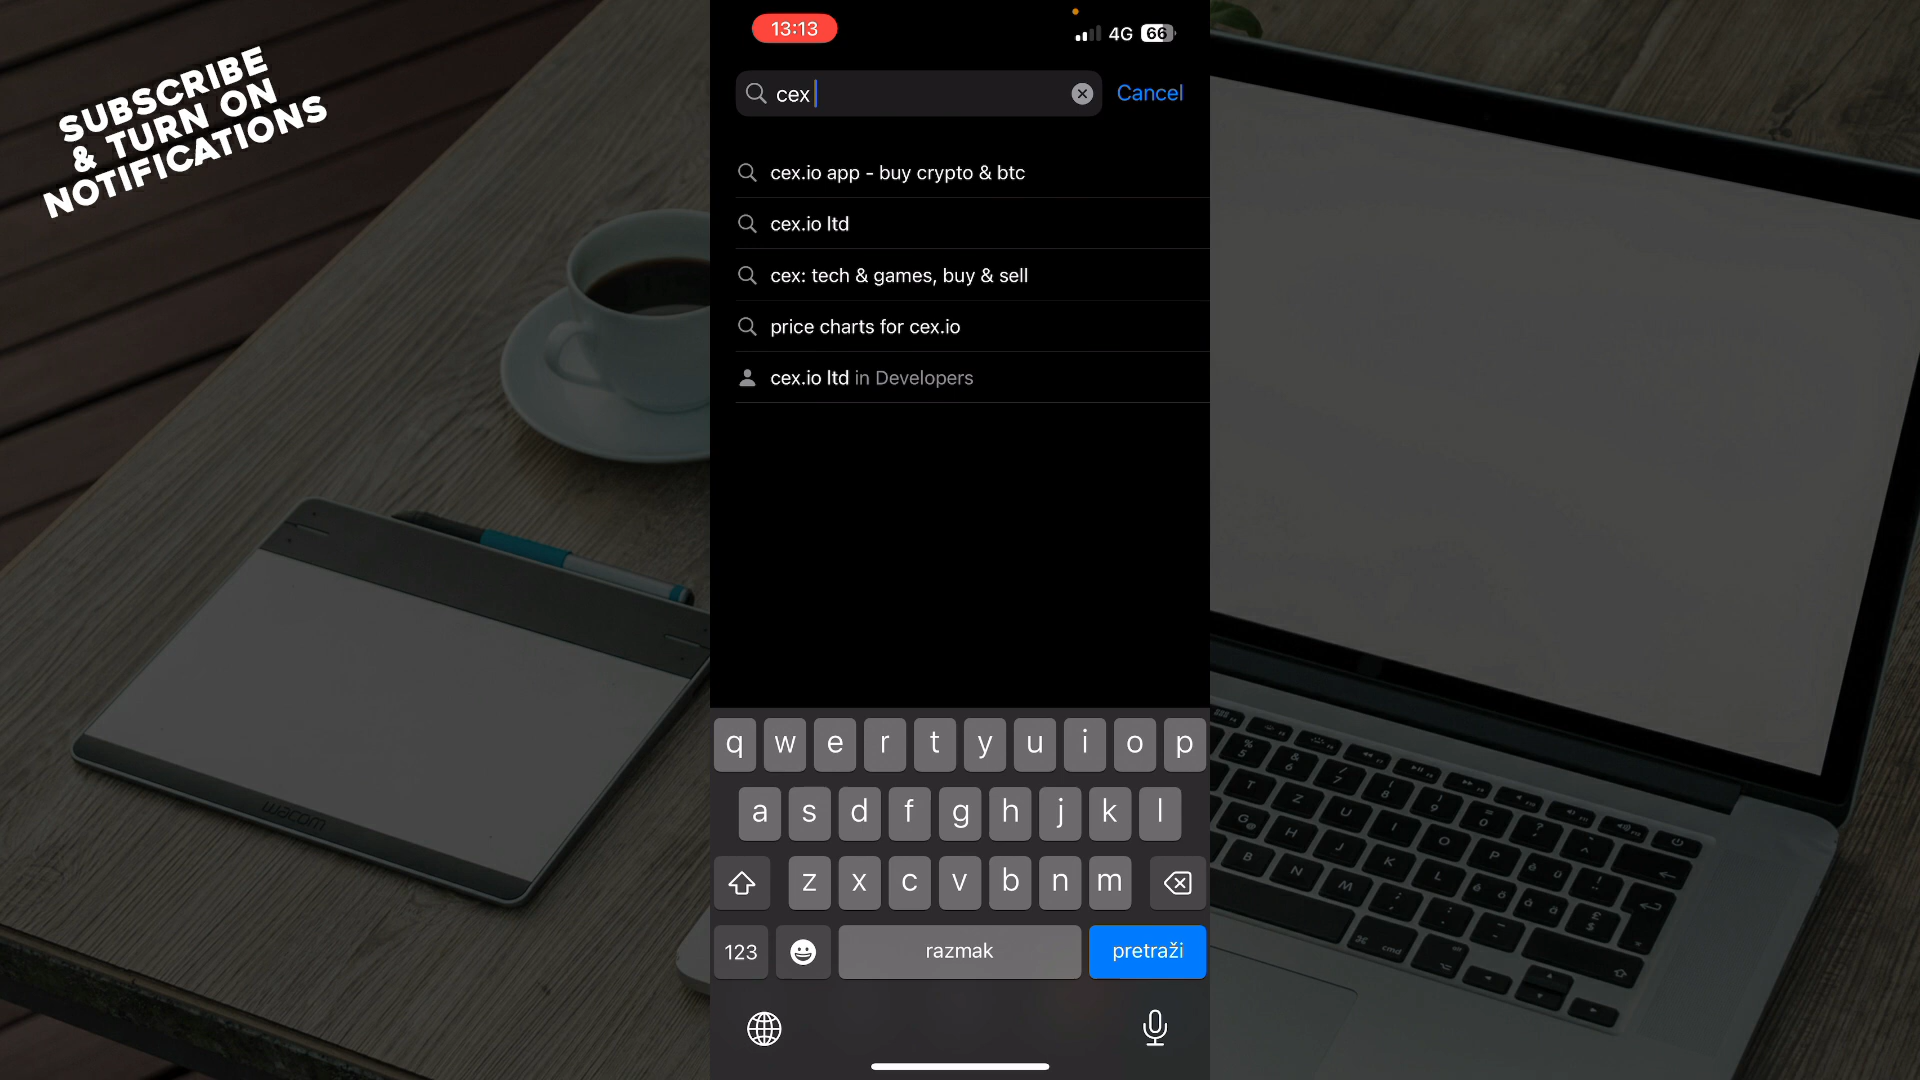 SUBSCRIBE
& TURN ON
NOTIFICATIONS
13:13
4G 66
cex
Cancel
cex.io app - buy crypto & btc
cex.io ltd
cex: tech & games, buy & sell
price charts for cex.io
cex.io ltd in Developers
q w e r t y u i o p
a s d f g h j k l
z x c v b n m
123 razmak pretraži
wacom